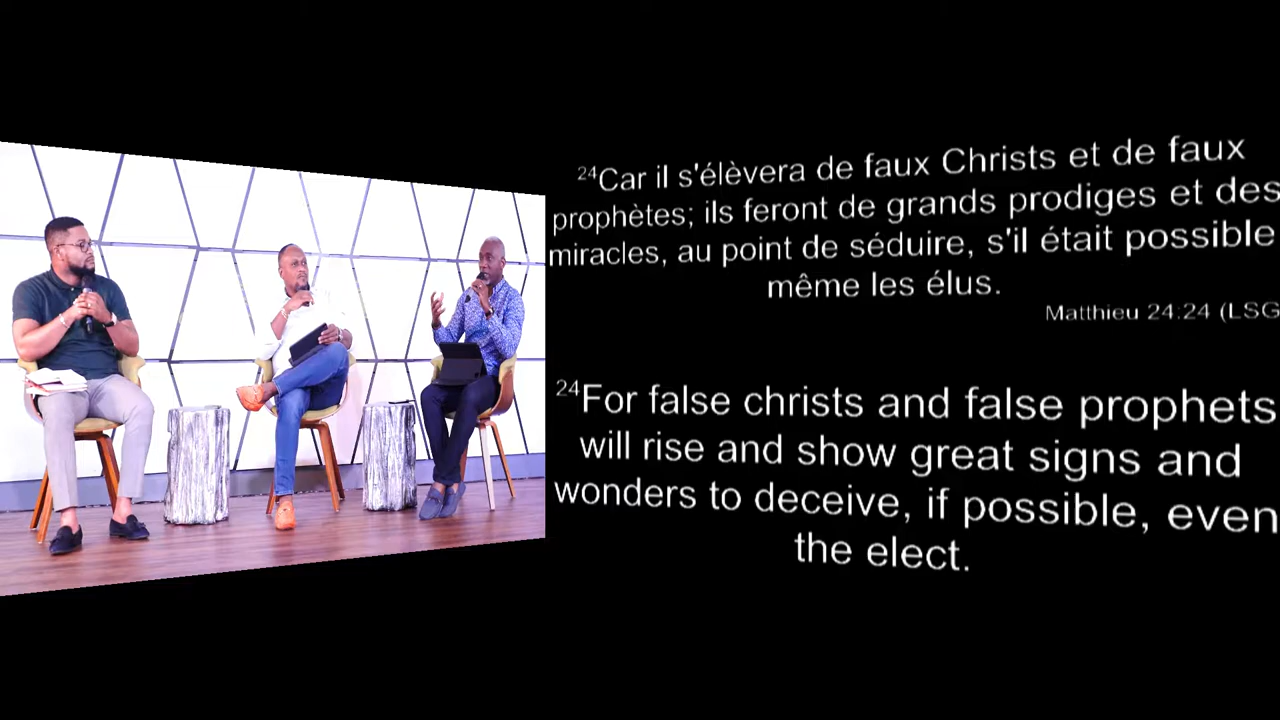 ²⁴Car il s'élèvera de faux Christs et de faux
prophètes; ils feront de grands prodiges et des
miracles, au point de séduire, s'il était possible
même les élus.
Matthieu 24:24 (LSG
²⁴For false christs and false prophets
will rise and show great signs and
wonders to deceive, if possible, even
the elect.